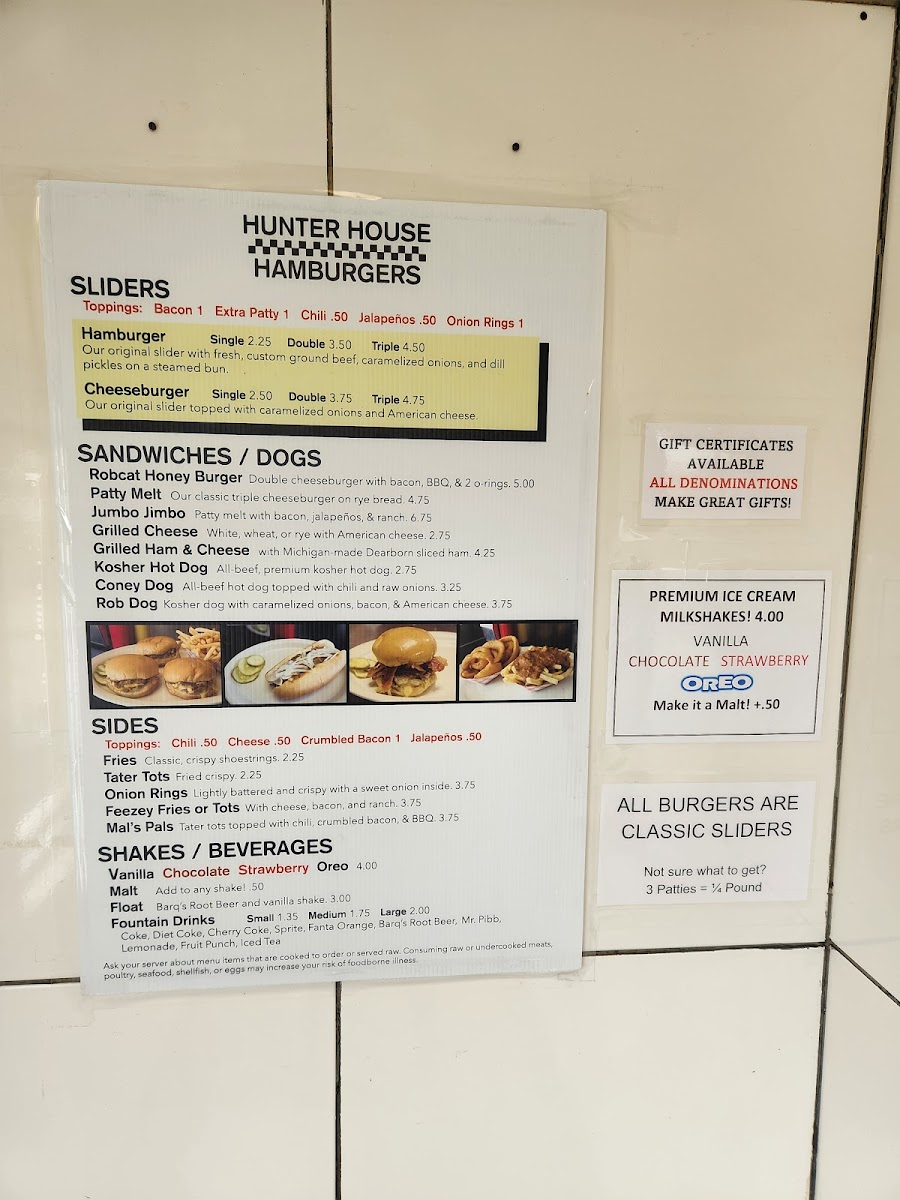 HUNTER HOUSE
HAMBURGERS
SLIDERS
Toppings: Bacon 1 Extra Patty 1 Chili .50 Jalapeños .50 Onion Rings 1
Hamburger Single 2.25 Double 3.50 Triple 4.50
Our original slider with fresh, custom ground beef, caramelized onions, and dill
pickles on a steamed bun.
Cheeseburger Single 2.50 Double 3.75 Triple 4.75
Our original slider topped with caramelized onions and American cheese.
SANDWICHES / DOGS
Robcat Honey Burger Double cheeseburger with bacon, BBQ, & 2 o-rings. 5.00
Patty Melt Our classic triple cheeseburger on rye bread. 4.75
Jumbo Jimbo Patty melt with bacon, jalapeños, & ranch. 6.75
Grilled Cheese White, wheat, or rye with American cheese. 2.75
Grilled Ham & Cheese with Michigan-made Dearborn sliced ham. 4.25
Kosher Hot Dog All-beef, premium kosher hot dog. 2.75
Coney Dog All-beef hot dog topped with chili and raw onions. 3.25
Rob Dog Kosher dog with caramelized onions, bacon, & American cheese. 3.75
SIDES
Toppings: Chili .50 Cheese .50 Crumbled Bacon 1 Jalapeños .50
Fries Classic, crispy shoestrings. 2.25
Tater Tots Fried crispy. 2.25
Onion Rings Lightly battered and crispy with a sweet onion inside. 3.75
Feezey Fries or Tots With cheese, bacon, and ranch. 3.75
Mal's Pals Tater tots topped with chili, crumbled bacon, & BBQ. 3.75
SHAKES / BEVERAGES
Vanilla Chocolate Strawberry Oreo 4.00
Malt Add to any shake! .50
Float Barq's Root Beer and vanilla shake. 3.00
Fountain Drinks Small 1.35 Medium 1.75 Large 2.00
Coke, Diet Coke, Cherry Coke, Sprite, Fanta Orange, Barq's Root Beer, Mr. Pibb,
Lemonade, Fruit Punch, Iced Tea
Ask your server about menu items that are cooked to order or served raw. Consuming raw or undercooked meats,
poultry, seafood, shellfish, or eggs may increase your risk of foodborne illness.
GIFT CERTIFICATES
AVAILABLE
ALL DENOMINATIONS
MAKE GREAT GIFTS!
PREMIUM ICE CREAM
MILKSHAKES! 4.00
VANILLA
CHOCOLATE STRAWBERRY
OREO
Make it a Malt! +.50
ALL BURGERS ARE
CLASSIC SLIDERS
Not sure what to get?
3 Patties = ¼ Pound